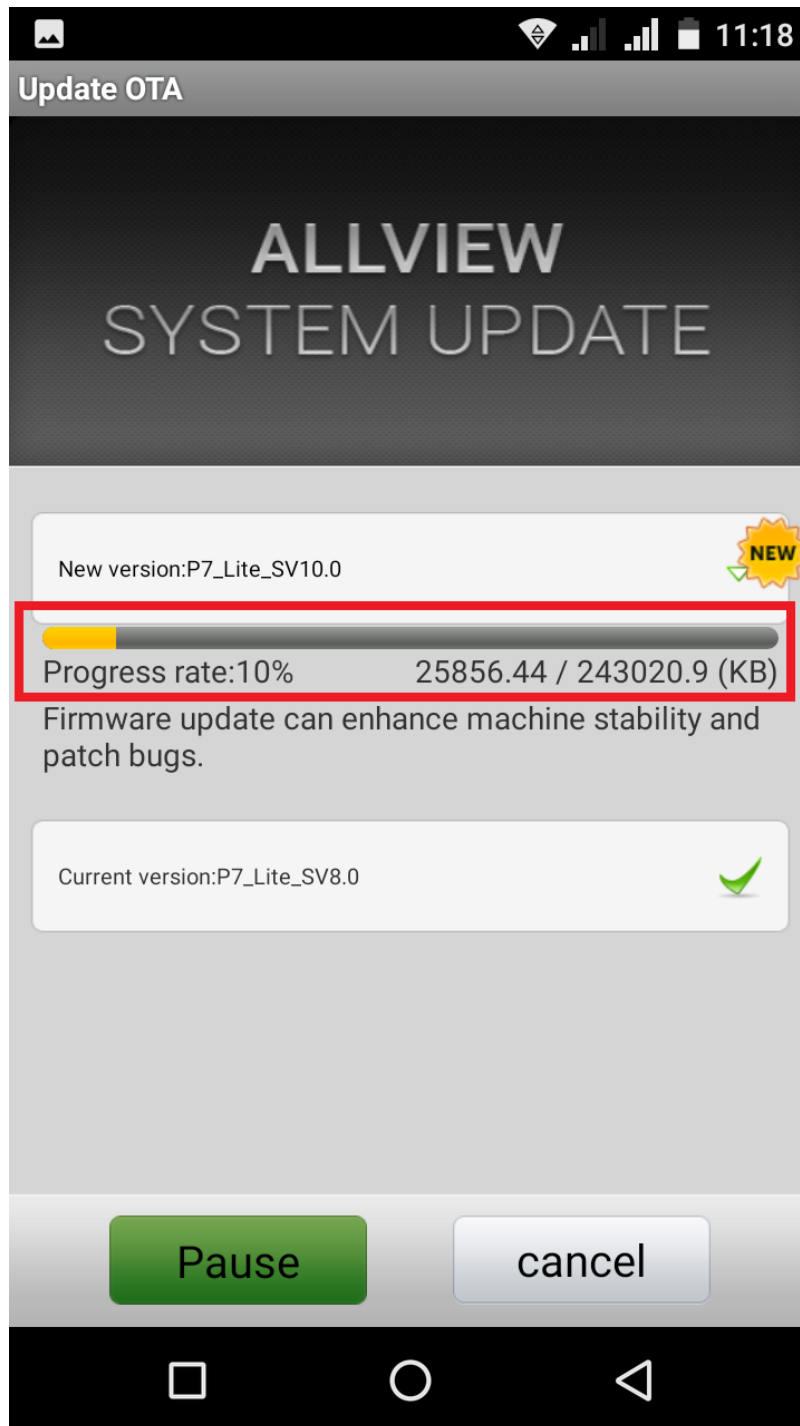 11:18
Update OTA
ALLVIEW
SYSTEM UPDATE
New version:P7_Lite_SV10.0
NEW
Progress rate:10% 25856.44 / 243020.9 (KB)
Firmware update can enhance machine stability and
patch bugs.
Current version:P7_Lite_SV8.0
Pause cancel